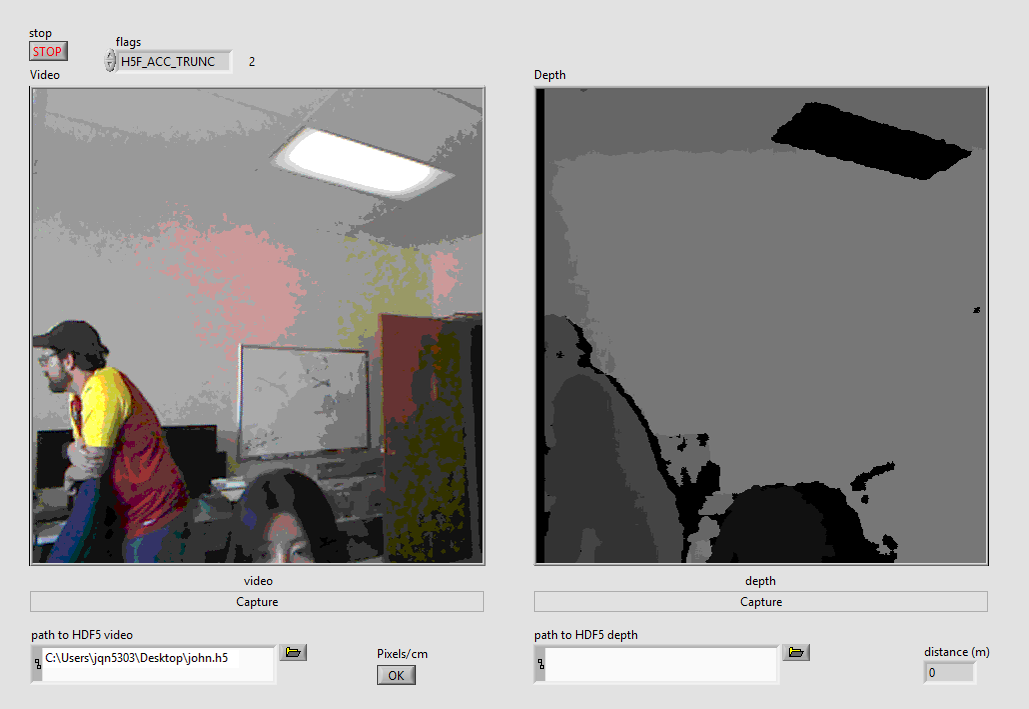 stop
STOP
flags
H5F_ACC_TRUNC
2
Video
Depth
video
depth
Capture
Capture
path to HDF5 video
C:\Users\jqn5303\Desktop\john.h5
Pixels/cm
OK
path to HDF5 depth
distance (m)
0